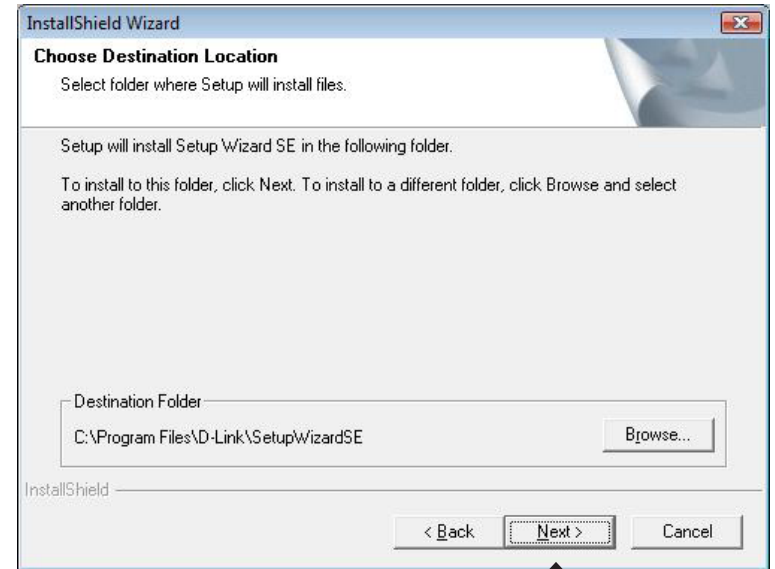 InstallShield Wizard
Choose Destination Location
Select folder where Setup will install files.
Setup will install Setup Wizard SE in the following folder.
To install to this folder, click Next. To install to a different folder, click Browse and select
another folder.
Destination Folder
C:\Program Files\D-Link\SetupWizardSE
Browse...
InstallShield
< Back
Next >
Cancel